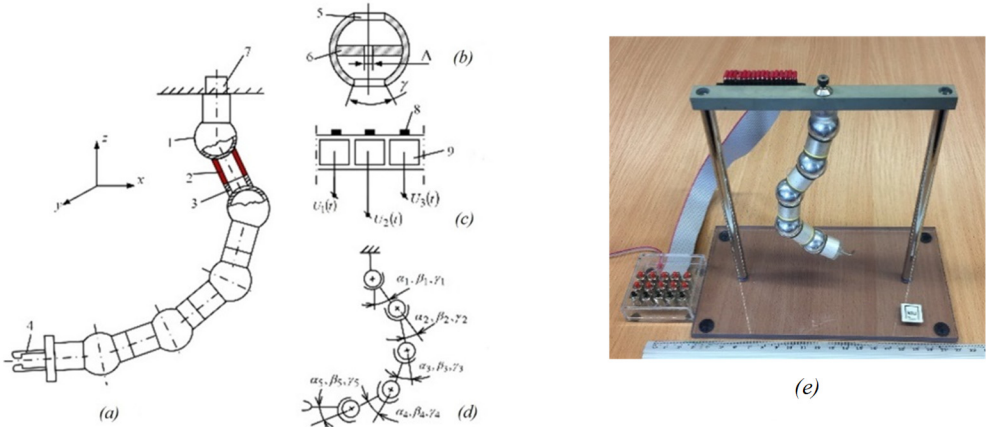 7
1
z
x
y
2
3
4
(a)
5
6
Λ
γ
(b)
8
9
U₁(t)
U₂(t)
U₃(t)
(c)
α₁, β₁, γ₁
α₂, β₂, γ₂
α₃, β₃, γ₃
α₅, β₅, γ₅
α₄, β₄, γ₄
(d)
(e)